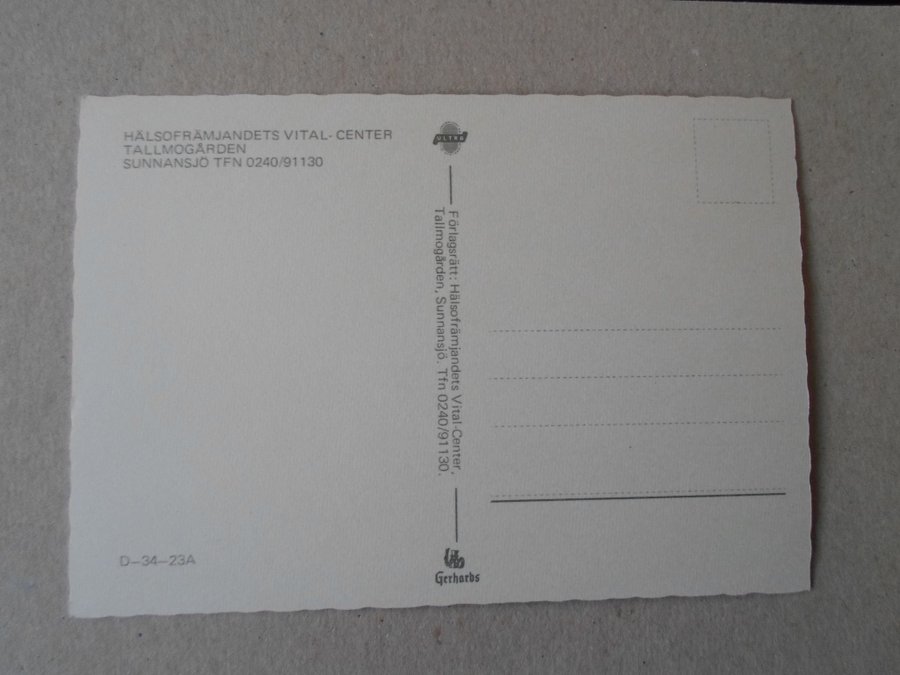 HÄLSOFRÄMJANDETS VITAL-CENTER
TALLMOGÅRDEN
SUNNANSJÖ TFN 0240/91130
ULTRA
Förlagsrätt: Hälsofrämjandets Vital-Center,
Tallmogården, Sunnansjö. Tfn 0240/91130.
D-34-23A
Gerhards